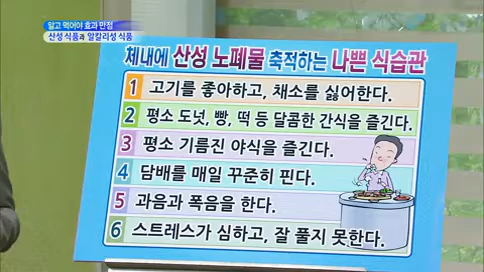 알고 먹어야 효과 만점
산성 식품과 알칼리성 식품
체내에 산성 노폐물 축적하는 나쁜 식습관
1 고기를 좋아하고, 채소를 싫어한다.
2 평소 도넛, 빵, 떡 등 달콤한 간식을 즐긴다.
3 평소 기름진 야식을 즐긴다.
4 담배를 매일 꾸준히 핀다.
5 과음과 폭음을 한다.
6 스트레스가 심하고, 잘 풀지 못한다.